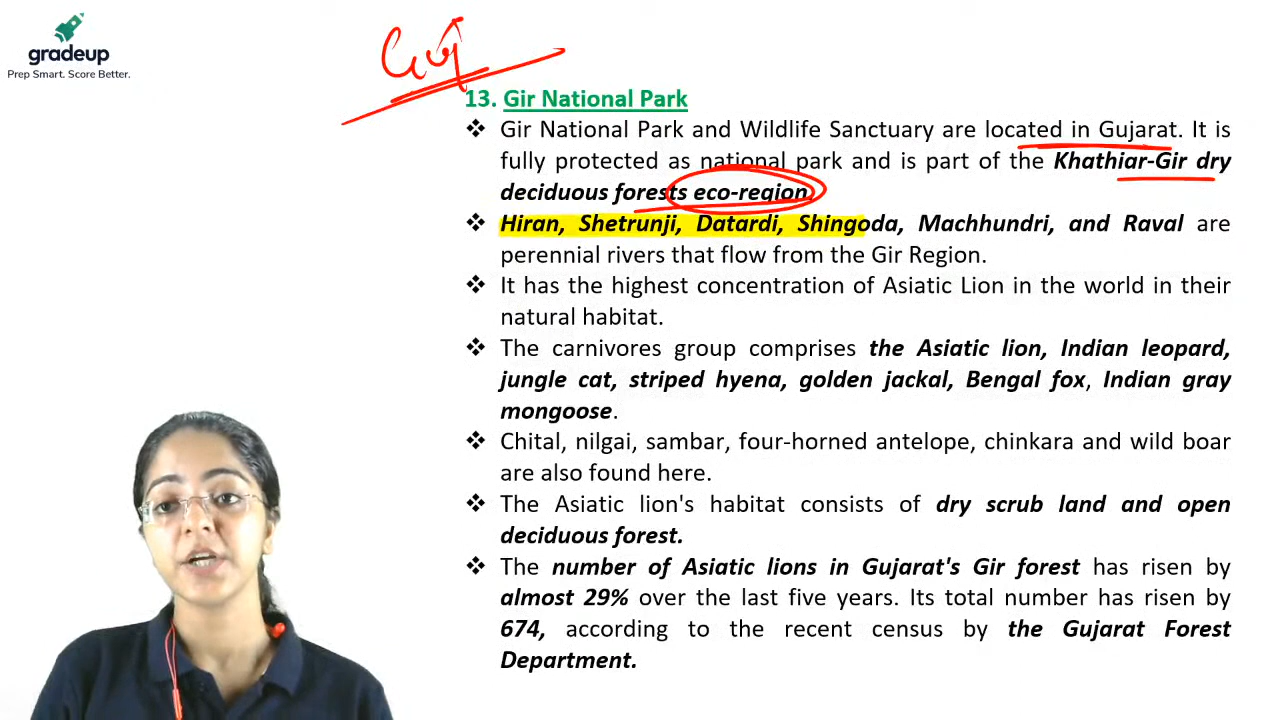 gradeup
Prep Smart. Score Better.
Guj
13. Gir National Park
❖ Gir National Park and Wildlife Sanctuary are located in Gujarat. It is
fully protected as national park and is part of the Khathiar-Gir dry
deciduous forests eco-region.
❖ Hiran, Shetrunji, Datardi, Shingoda, Machhundri, and Raval are
perennial rivers that flow from the Gir Region.
❖ It has the highest concentration of Asiatic Lion in the world in their
natural habitat.
❖ The carnivores group comprises the Asiatic lion, Indian leopard,
jungle cat, striped hyena, golden jackal, Bengal fox, Indian gray
mongoose.
❖ Chital, nilgai, sambar, four-horned antelope, chinkara and wild boar
are also found here.
❖ The Asiatic lion's habitat consists of dry scrub land and open
deciduous forest.
❖ The number of Asiatic lions in Gujarat's Gir forest has risen by
almost 29% over the last five years. Its total number has risen by
674, according to the recent census by the Gujarat Forest
Department.